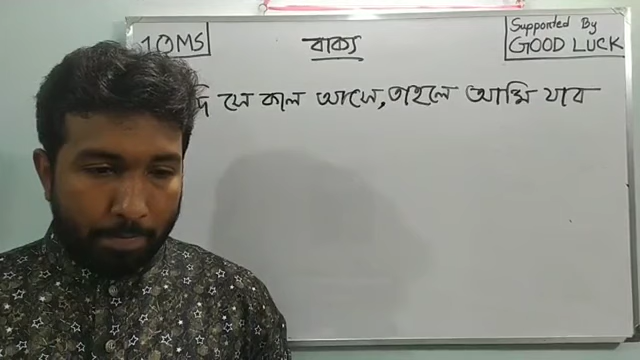 10MS
বাক্য
Supported By
GOOD LUCK
সে কাল আসে, তাহলে আমি যাব